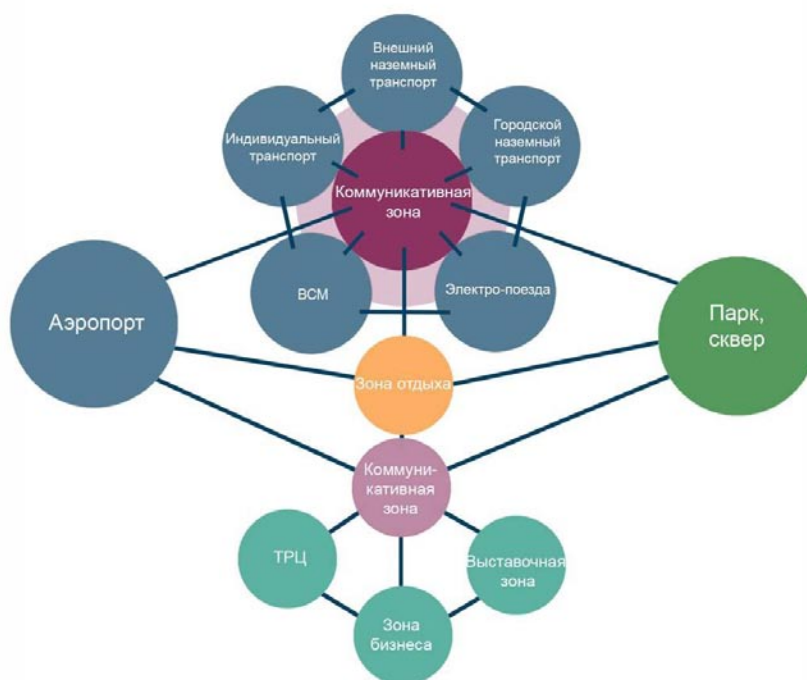 Внешний
наземный
транспорт
Индивидуальный
транспорт
Городской
наземный
транспорт
Коммуникативная
зона
ВСМ
Электро-поезда
Аэропорт
Парк,
сквер
Зона отдыха
Коммуни-
кативная
зона
ТРЦ
Выставочная
зона
Зона
бизнеса